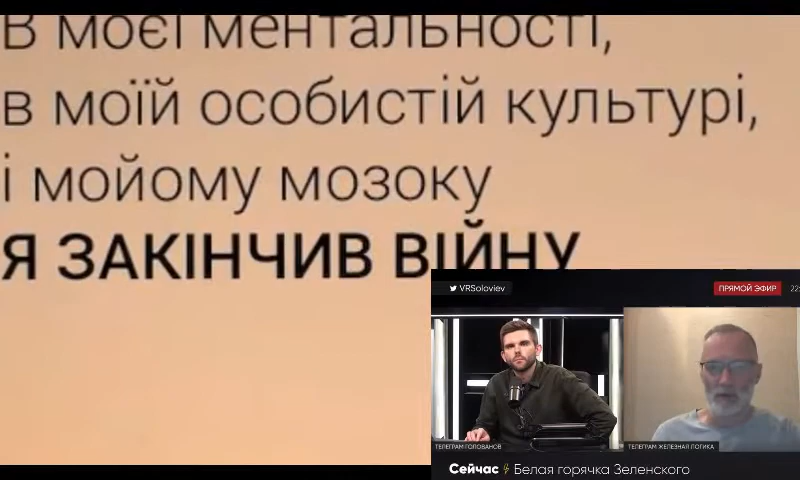 В моєї ментальності,
в моїй особистій культурі,
і мойому мозоку
Я ЗАКІНЧИВ ВІЙНУ
VRSoloviev
ПРЯМОЙ ЭФИР
22:
ТЕЛЕГРАМ ГОЛОВАНОВ
ТЕЛЕГРАМ ЖЕЛЕЗНАЯ ЛОГИКА
Сейчас Белая горячка Зеленского